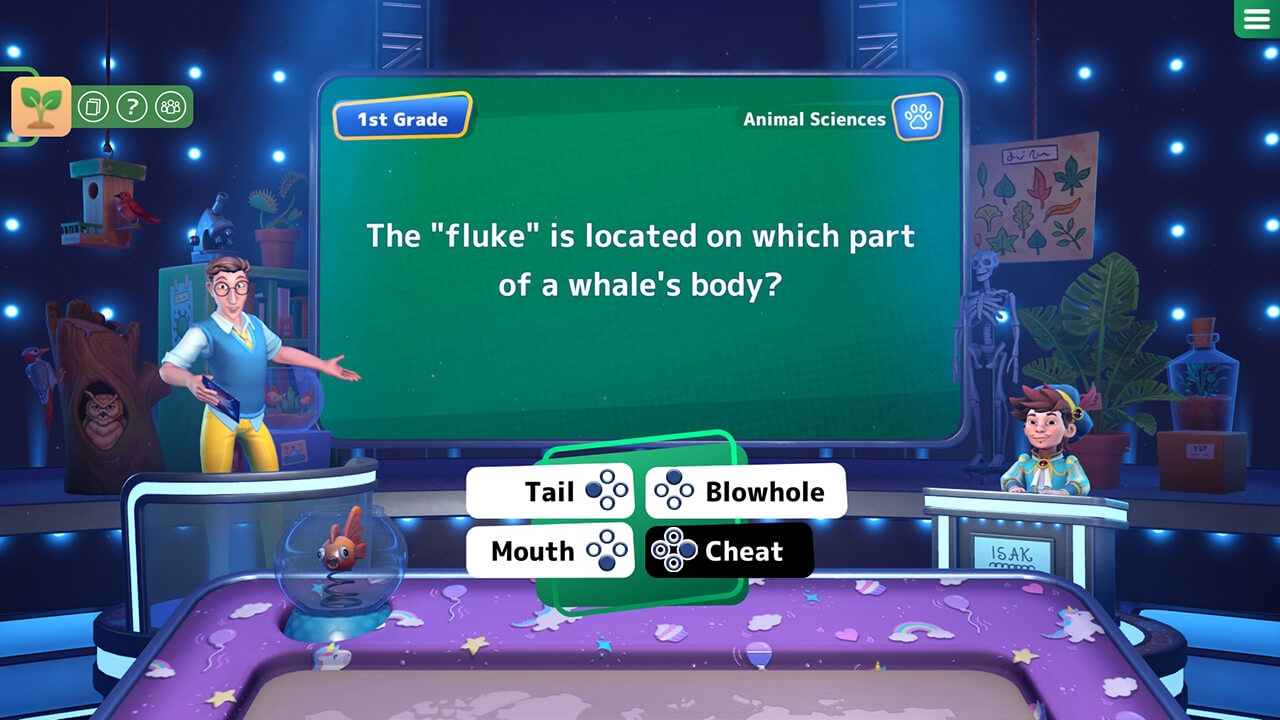 1st Grade
Animal Sciences
The "fluke" is located on which part
of a whale's body?
Tail
Blowhole
Mouth
Cheat
ISAK
?